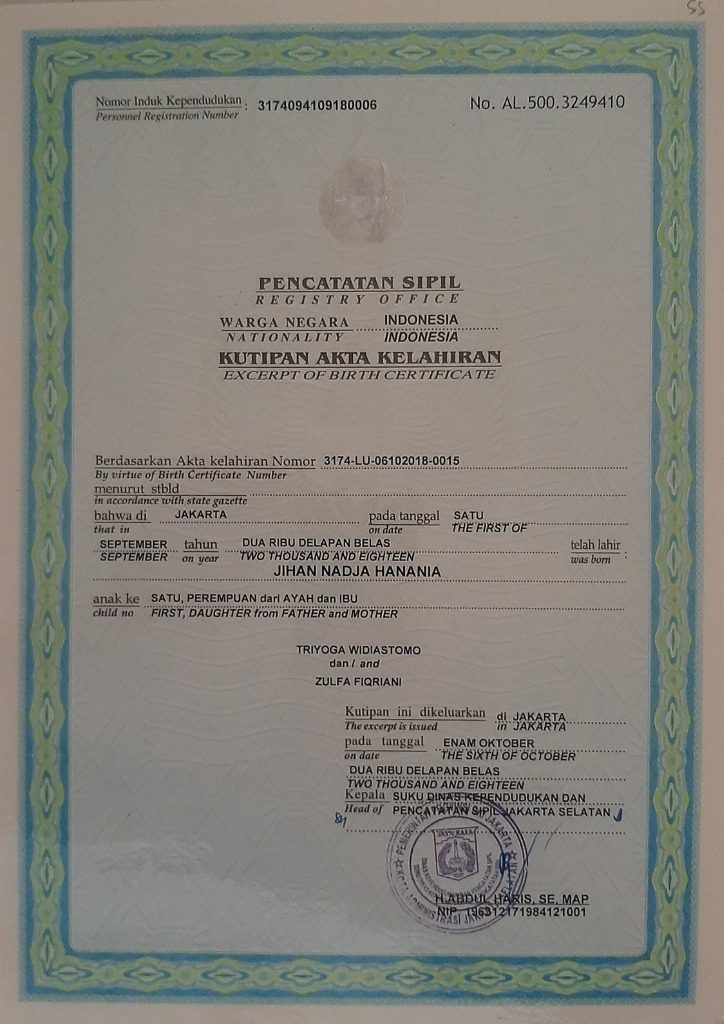 SS
Nomor Induk Kependudukan : 3174094109180006 No. AL.500.3249410
Personnel Registration Number
PENCATATAN SIPIL
REGISTRY OFFICE
WARGA NEGARA INDONESIA
NATIONALITY INDONESIA
KUTIPAN AKTA KELAHIRAN
EXCERPT OF BIRTH CERTIFICATE
Berdasarkan Akta kelahiran Nomor 3174-LU-06102018-0015
By virtue of Birth Certificate Number
menurut stbld
in accordance with state gazette
bahwa di JAKARTA pada tanggal SATU
that in on date THE FIRST OF
SEPTEMBER tahun DUA RIBU DELAPAN BELAS telah lahir :
SEPTEMBER on year TWO THOUSAND AND EIGHTEEN was born
JIHAN NADJA HANANIA
anak ke SATU, PEREMPUAN dari AYAH dan IBU
child no FIRST, DAUGHTER from FATHER and MOTHER
TRIYOGA WIDIASTOMO
dan / and
ZULFA FIQRIANI
Kutipan ini dikeluarkan di JAKARTA
The excerpt is issued in JAKARTA
pada tanggal ENAM OKTOBER
on date THE SIXTH OF OCTOBER
DUA RIBU DELAPAN BELAS
TWO THOUSAND AND EIGHTEEN
Kepala SUKU DINAS KEPENDUDUKAN DAN
Head of PENCATATAN SIPIL JAKARTA SELATAN
JAYA RAYA
KOTA ADMINISTRASI JAKARTA SELATAN
H.ABDUL HARIS, SE, MAP
NIP. 196312171984121001